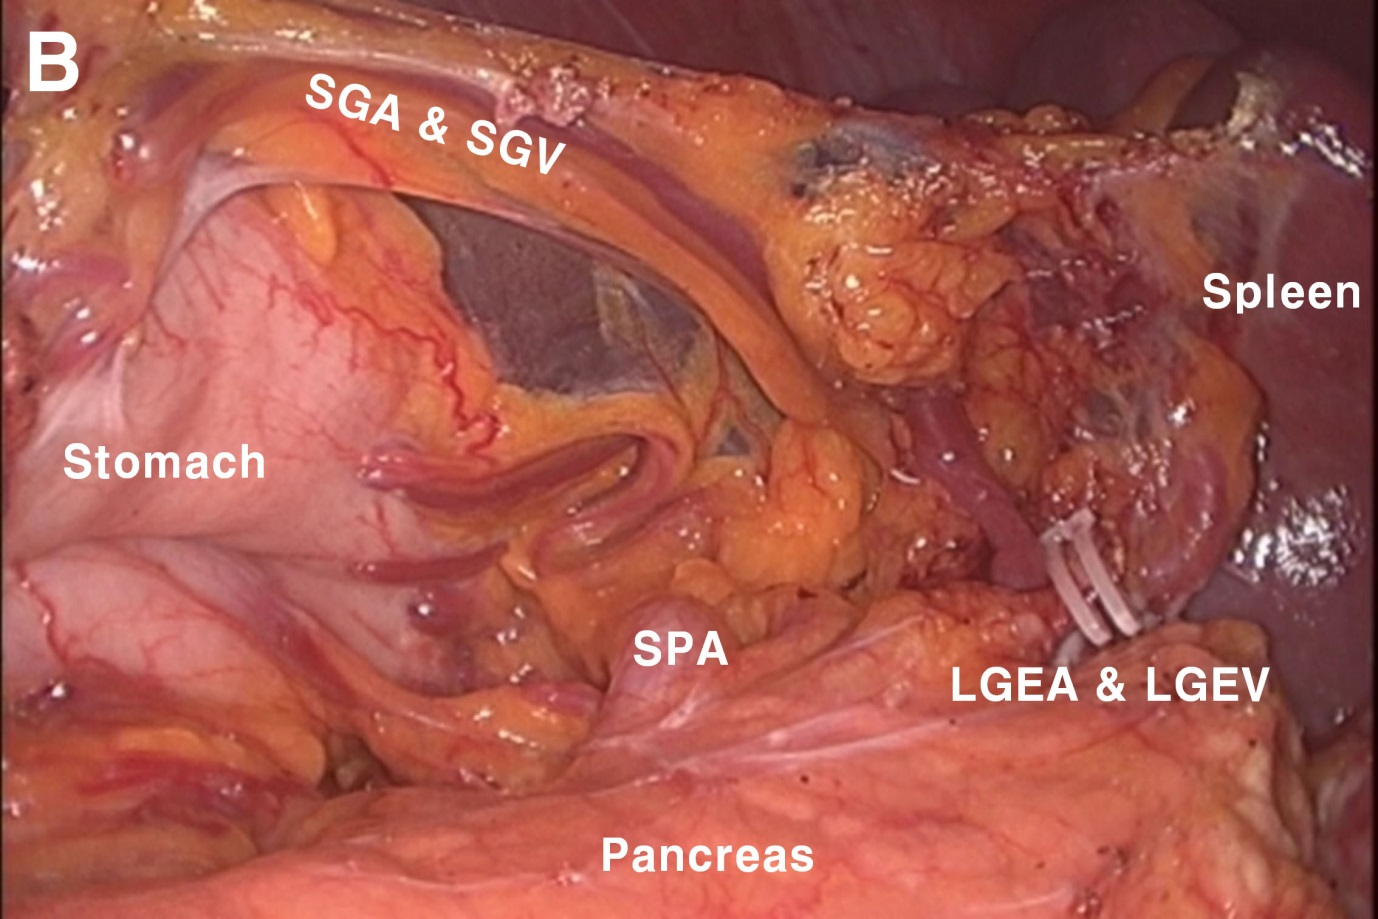 B
SGA & SGV
Spleen
Stomach
SPA
LGEA & LGEV
Pancreas